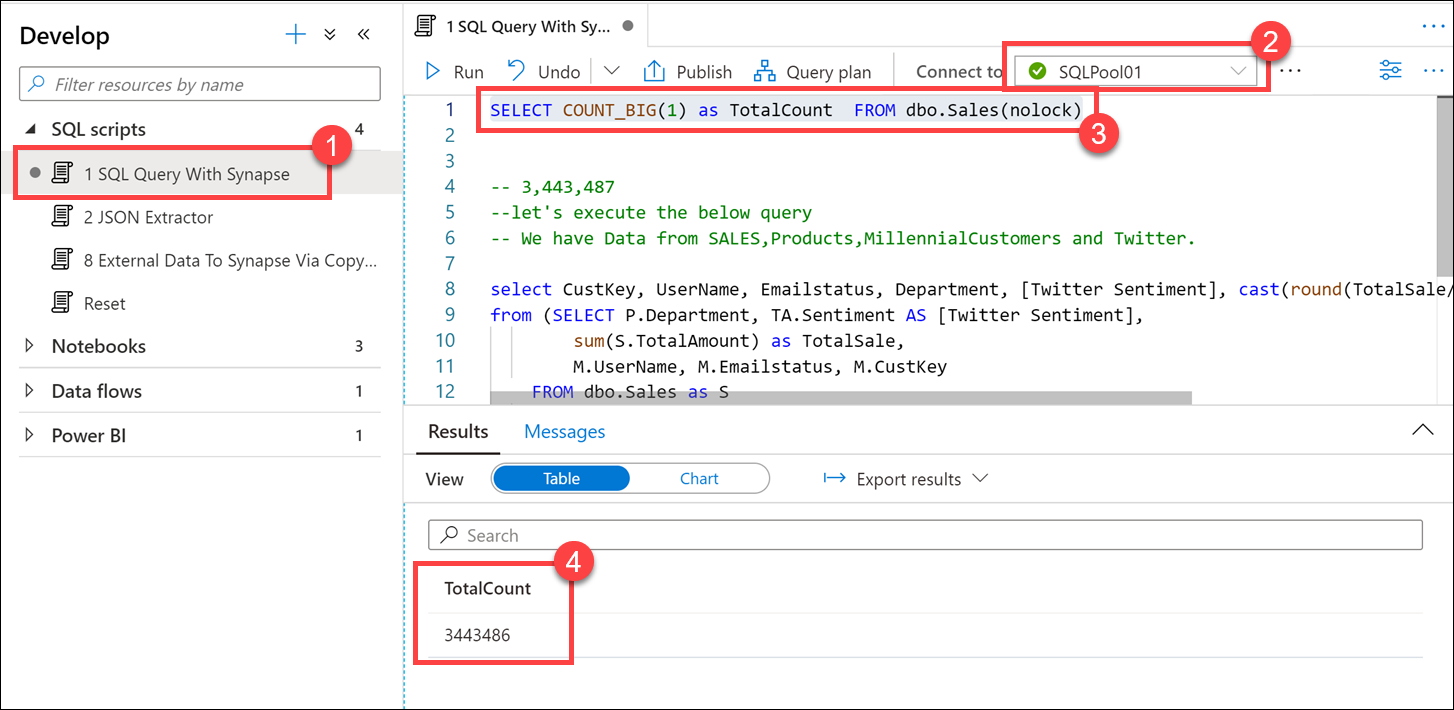 Develop
Filter resources by name
SQL scripts 4
1
1 SQL Query With Synapse
2 JSON Extractor
8 External Data To Synapse Via Copy...
Reset
Notebooks 3
Data flows 1
Power BI 1
1 SQL Query With Sy...
Run Undo Publish Query plan Connect to SQLPool01
2
1 SELECT COUNT_BIG(1) as TotalCount  FROM dbo.Sales(nolock)
3
2
3
4 -- 3,443,487
5 --let's execute the below query
6 -- We have Data from SALES,Products,MillennialCustomers and Twitter.
7
8 select CustKey, UserName, Emailstatus, Department, [Twitter Sentiment], cast(round(TotalSale/
9 from (SELECT P.Department, TA.Sentiment AS [Twitter Sentiment],
10 sum(S.TotalAmount) as TotalSale,
11 M.UserName, M.Emailstatus, M.CustKey
12 FROM dbo.Sales as S
Results Messages
View Table Chart Export results
Search
4
TotalCount
3443486